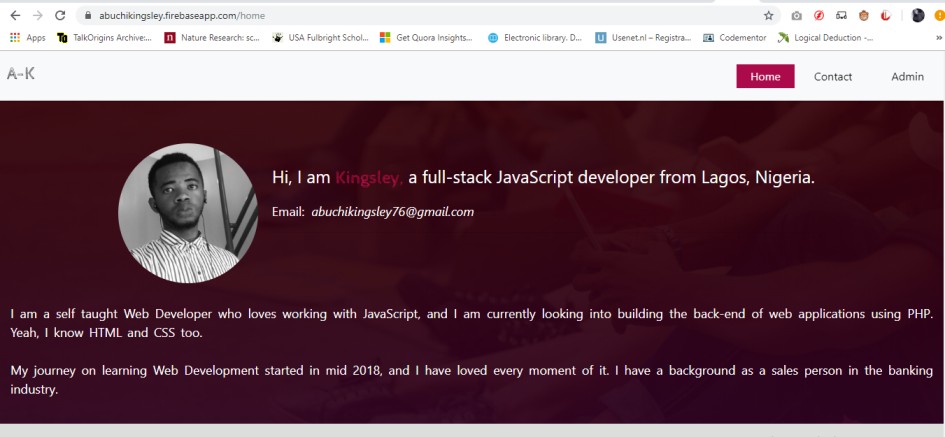 abuchikingsley.firebaseapp.com/home
Apps TalkOrigins Archive:... Nature Research: sc... USA Fulbright Schol... Get Quora Insights... Electronic library. D... Usenet.nl – Registra... Codementor Logical Deduction -... »
A-K
Home Contact Admin
Hi, I am Kingsley, a full-stack JavaScript developer from Lagos, Nigeria.
Email: abuchikingsley76@gmail.com
I am a self taught Web Developer who loves working with JavaScript, and I am currently looking into building the back-end of web applications using PHP.
Yeah, I know HTML and CSS too.
My journey on learning Web Development started in mid 2018, and I have loved every moment of it. I have a background as a sales person in the banking
industry.